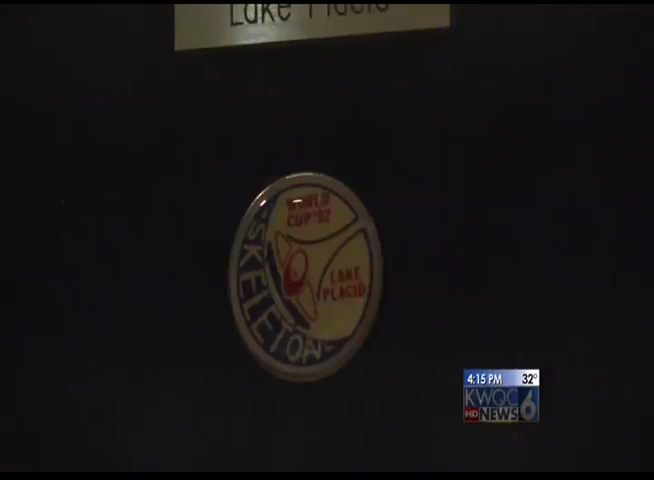 Lake Placid
WORLD
CUP '92
SKELETON
LAKE
PLACID
4:15 PM 32°
KWQC
HD NEWS 6